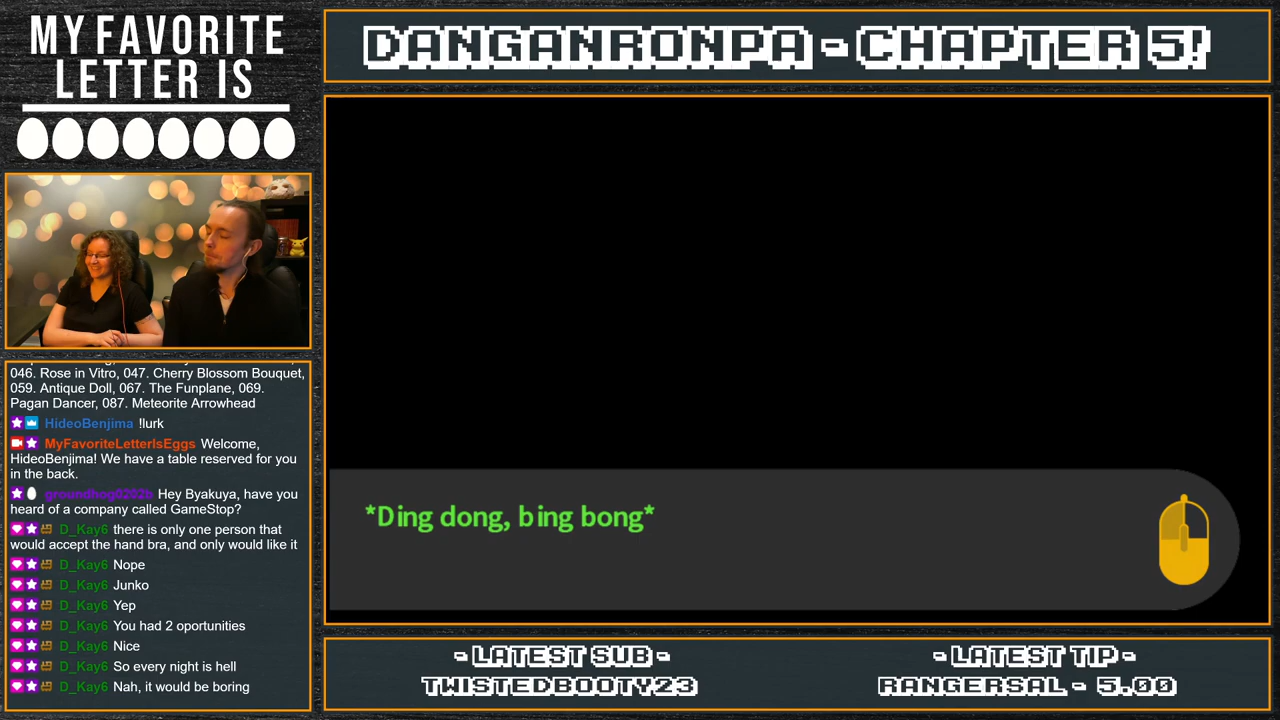 MY FAVORITE
LETTER IS
DANGANRONPA - CHAPTER 5!
046. Rose in Vitro, 047. Cherry Blossom Bouquet,
059. Antique Doll, 067. The Funplane, 069.
Pagan Dancer, 087. Meteorite Arrowhead
HideoBenjima !lurk
MyFavoriteLetterIsEggs Welcome,
HideoBenjima! We have a table reserved for you
in the back.
groundhog0202b Hey Byakuya, have you
heard of a company called GameStop?
D_Kay6 there is only one person that
would accept the hand bra, and only would like it
D_Kay6 Nope
D_Kay6 Junko
D_Kay6 Yep
D_Kay6 You had 2 oportunities
D_Kay6 Nice
D_Kay6 So every night is hell
D_Kay6 Nah, it would be boring
*Ding dong, bing bong*
- LATEST SUB -
TWISTEDBOOTY23
- LATEST TIP -
RANGERSAL - 5.00